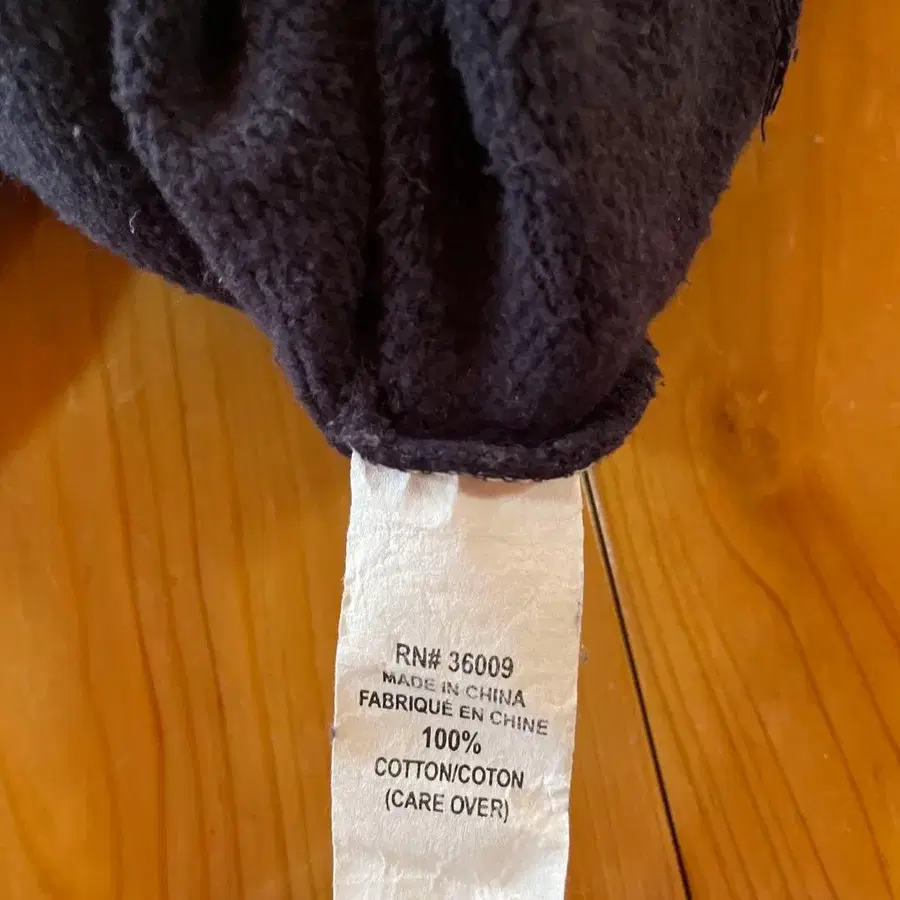 RN# 36009
MADE IN CHINA
FABRIQUÉ EN CHINE
100%
COTTON/COTON
(CARE OVER)